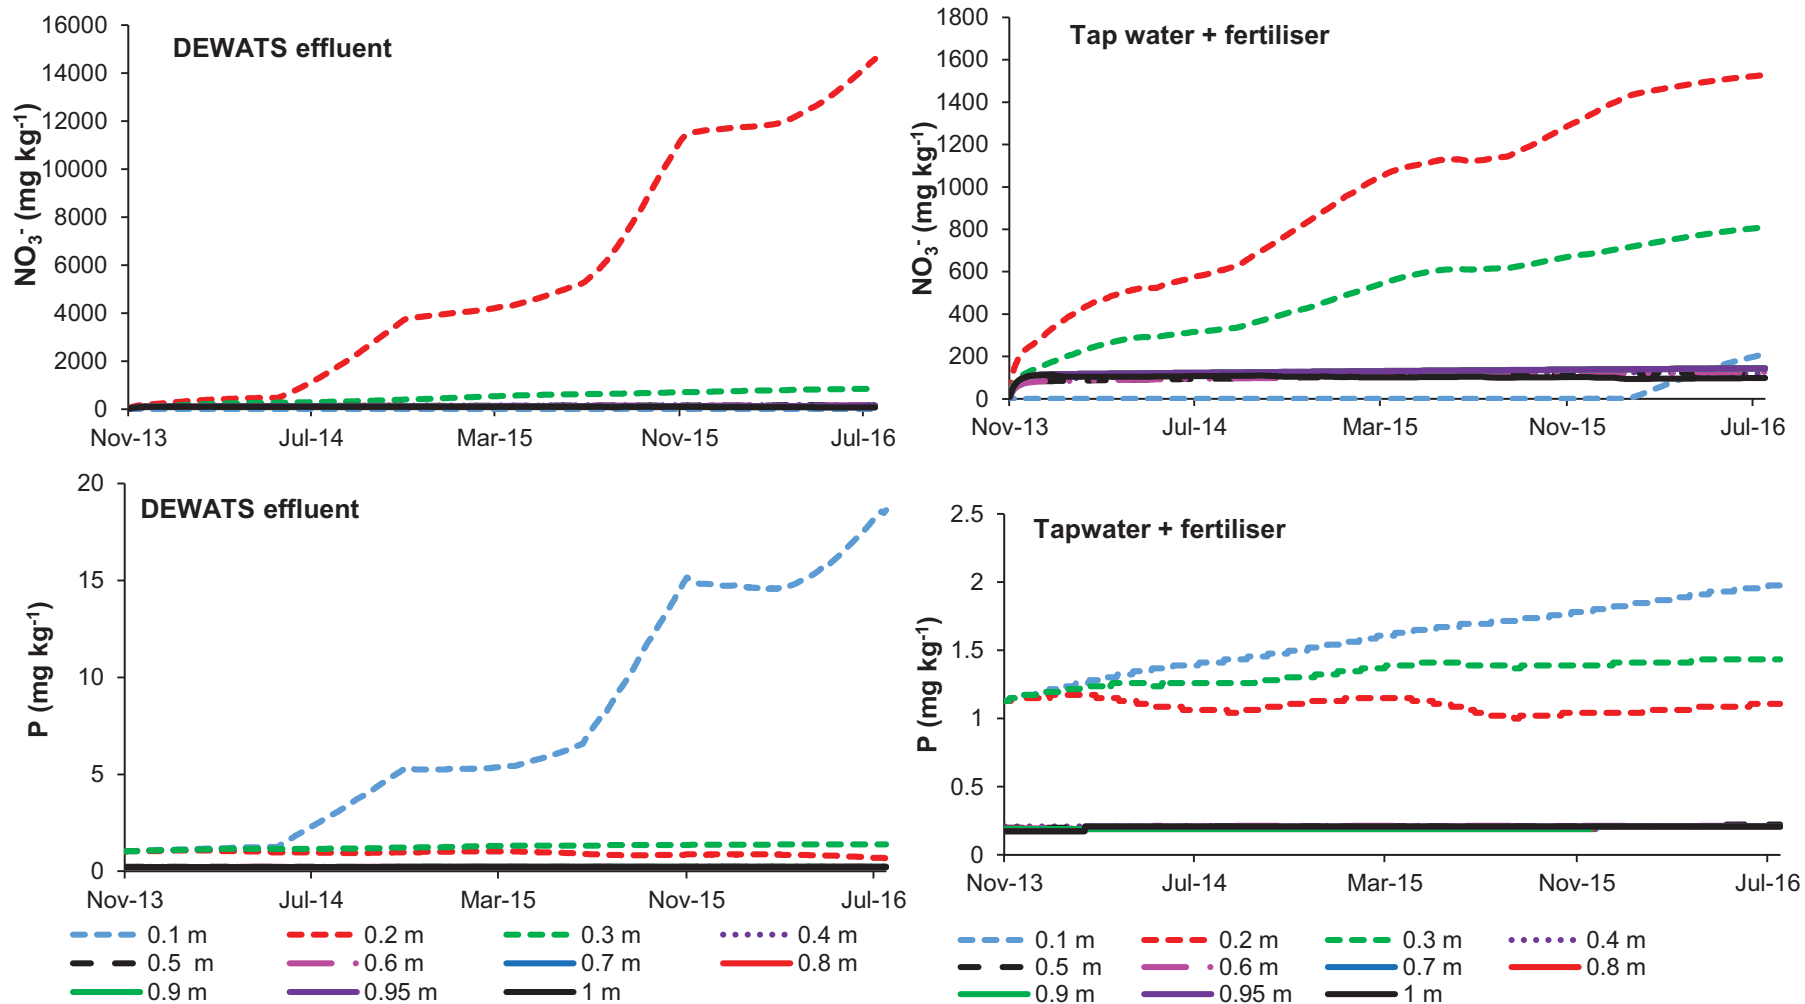 DEWATS effluent
NO₃⁻ (mg kg⁻¹)
16000
14000
12000
10000
8000
6000
4000
2000
0
Nov-13 Jul-14 Mar-15 Nov-15 Jul-16
Tap water + fertiliser
NO₃⁻ (mg kg⁻¹)
1800
1600
1400
1200
1000
800
600
400
200
0
Nov-13 Jul-14 Mar-15 Nov-15 Jul-16
DEWATS effluent
P (mg kg⁻¹)
20
15
10
5
0
Nov-13 Jul-14 Mar-15 Nov-15 Jul-16
0.1 m 0.2 m 0.3 m 0.4 m
0.5 m 0.6 m 0.7 m 0.8 m
0.9 m 0.95 m 1 m
Tapwater + fertiliser
P (mg kg⁻¹)
2.5
2
1.5
1
0.5
0
Nov-13 Jul-14 Mar-15 Nov-15 Jul-16
0.1 m 0.2 m 0.3 m 0.4 m
0.5 m 0.6 m 0.7 m 0.8 m
0.9 m 0.95 m 1 m